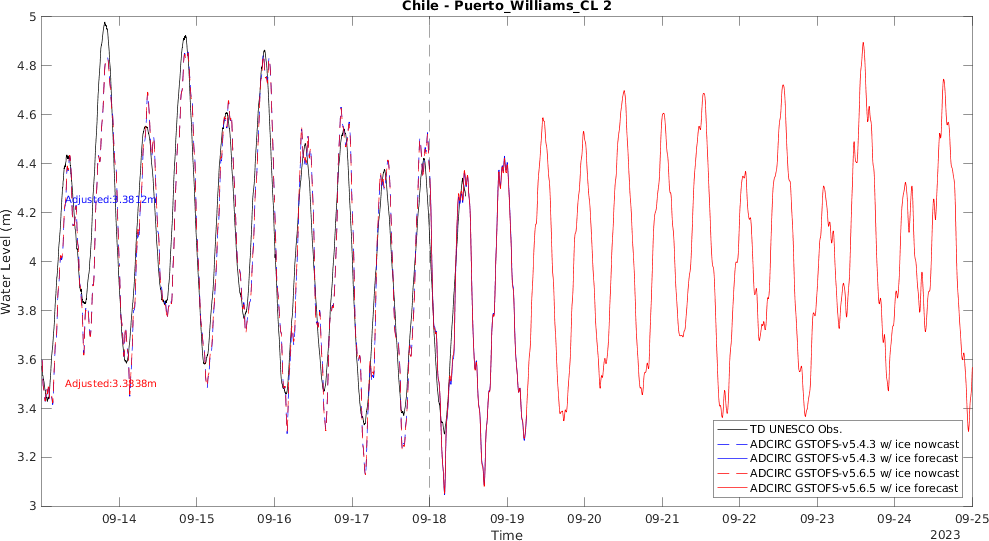 Chile - Puerto_Williams_CL 2
5
4.8
4.6
4.4
4.2
4
3.8
3.6
3.4
3.2
3
Water Level (m)
Adjusted:3.3812m
Adjusted:3.3338m
TD UNESCO Obs.
ADCIRC GSTOFS-v5.4.3 w/ ice nowcast
ADCIRC GSTOFS-v5.4.3 w/ ice forecast
ADCIRC GSTOFS-v5.6.5 w/ ice nowcast
ADCIRC GSTOFS-v5.6.5 w/ ice forecast
09-14 09-15 09-16 09-17 09-18 09-19 09-20 09-21 09-22 09-23 09-24 09-25
Time
2023